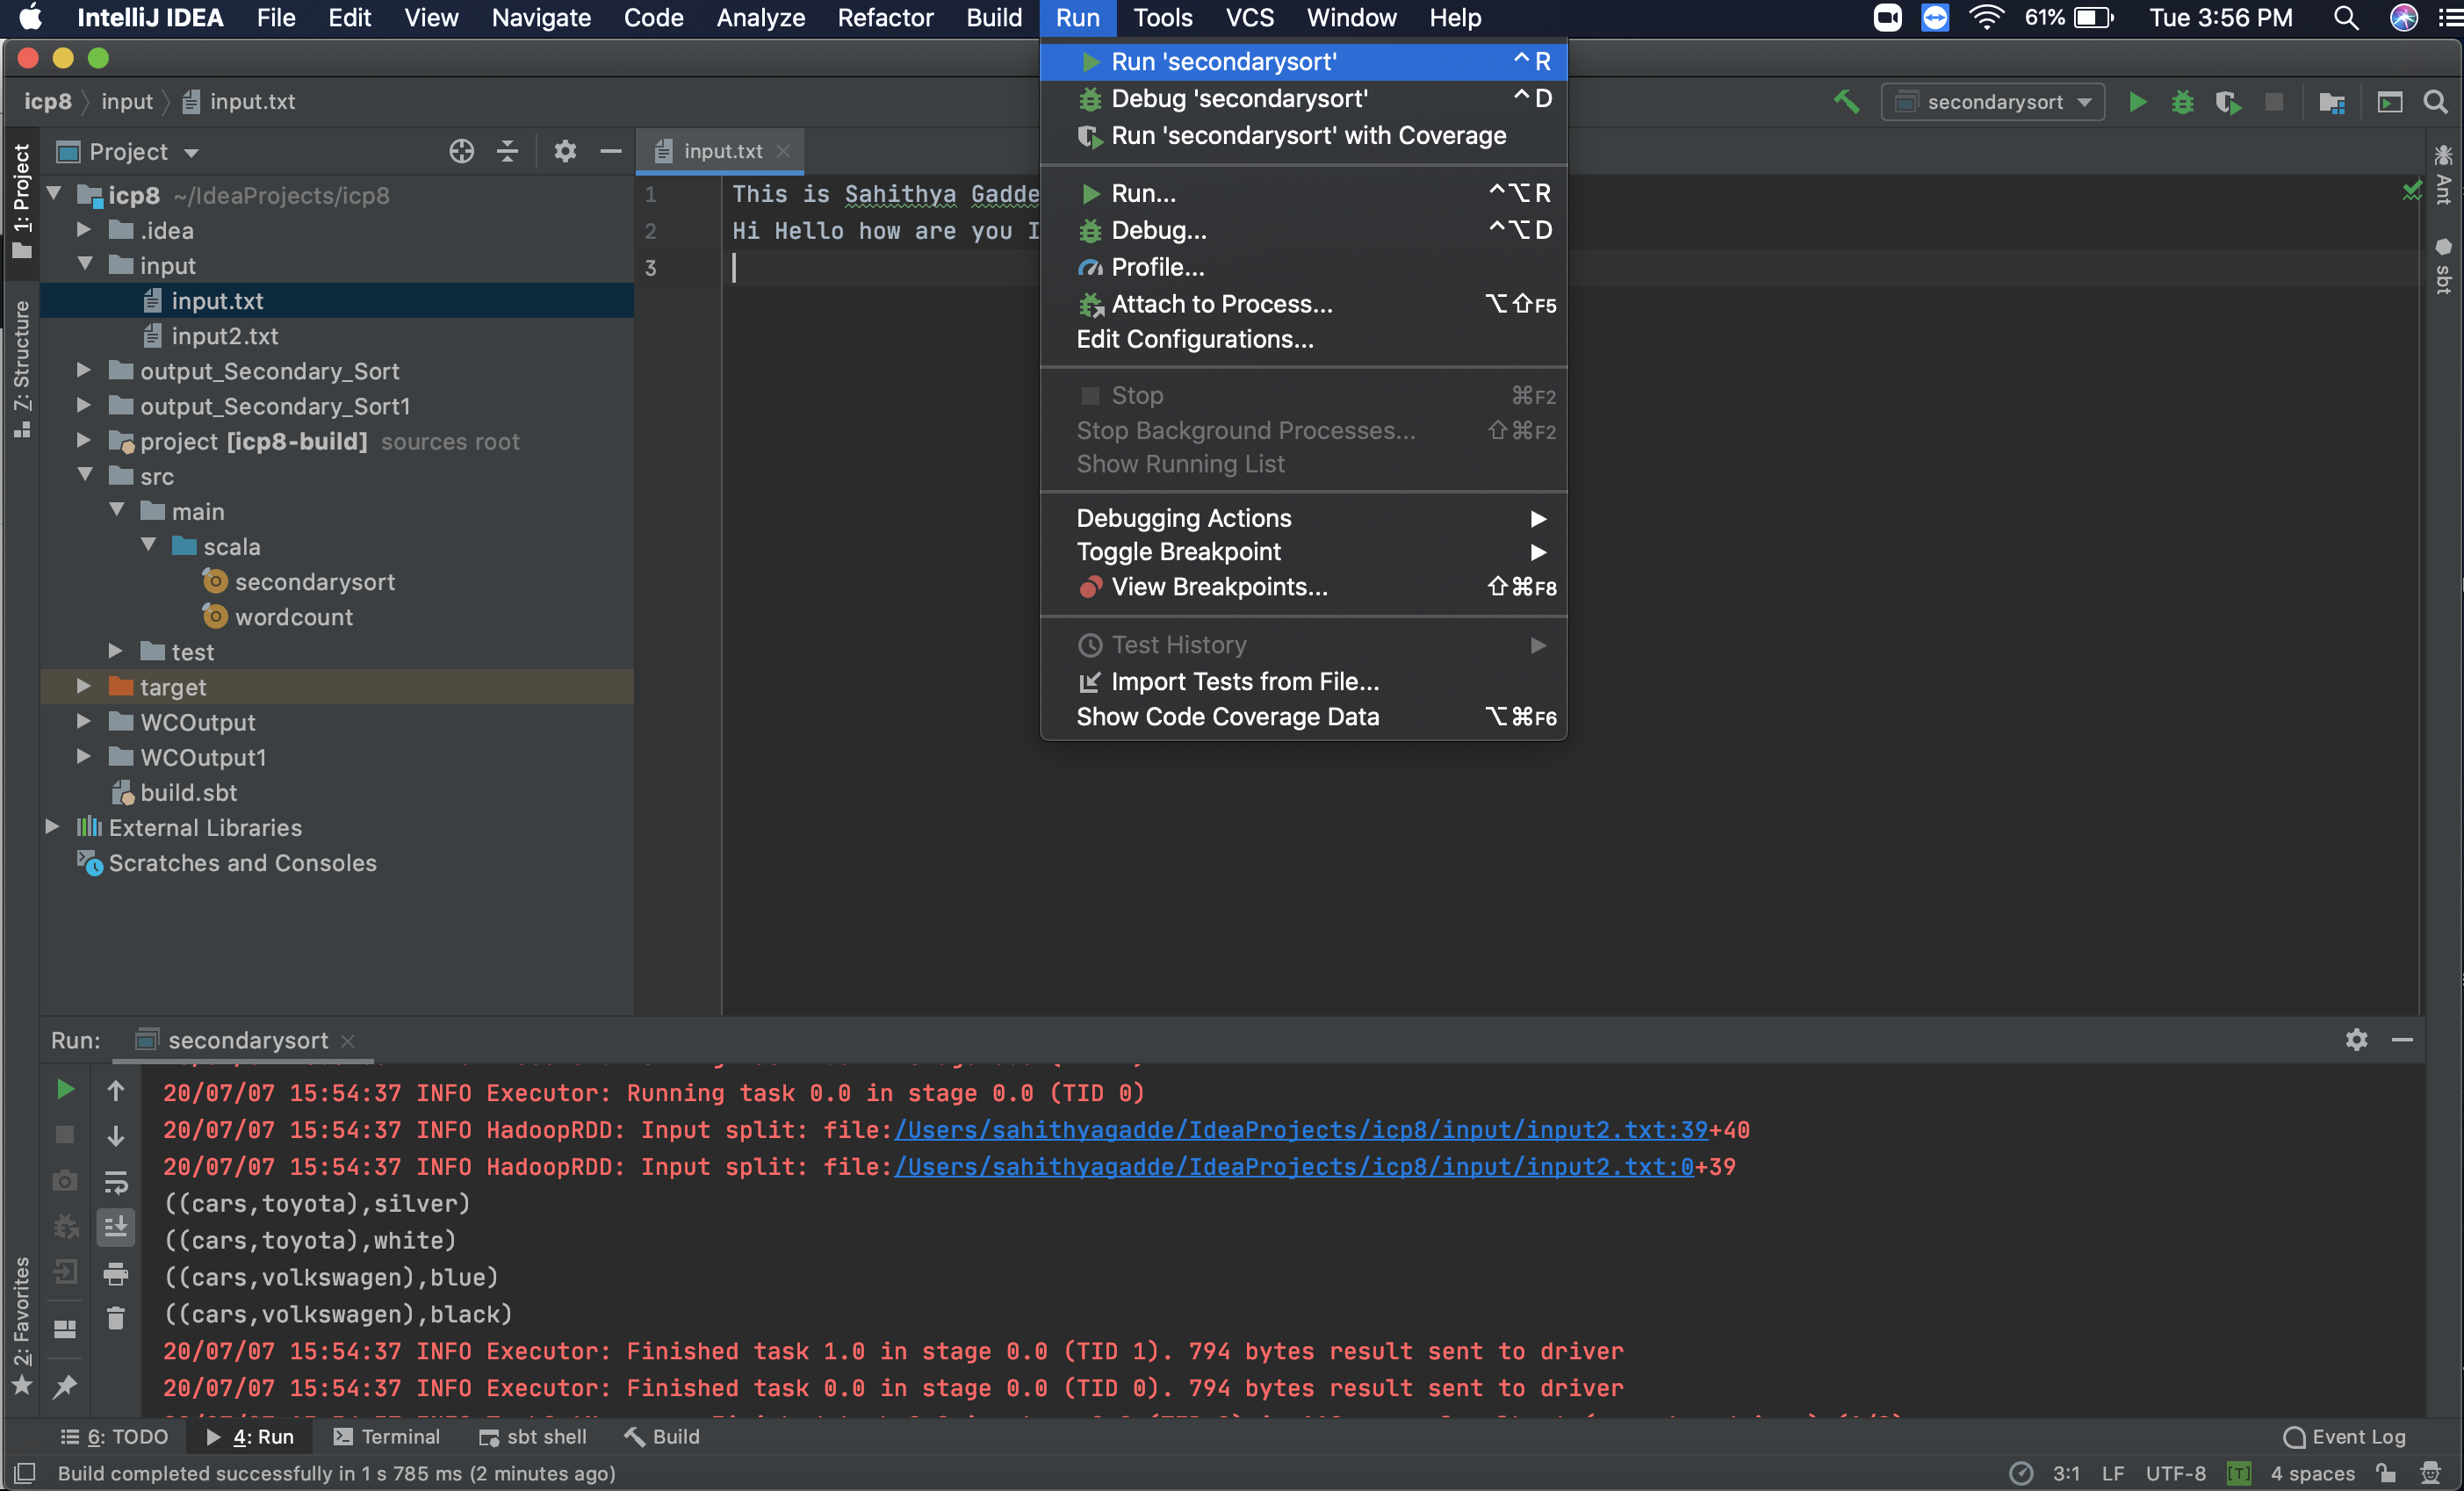 IntelliJ IDEA File Edit View Navigate Code Analyze Refactor Build Run Tools VCS Window Help 61% Tue 3:56 PM
icp8 input input.txt secondarysort
Project
input.txt
1: Project
Z: Structure
2: Favorites
icp8 ~/IdeaProjects/icp8
.idea
input
input.txt
input2.txt
output_Secondary_Sort
output_Secondary_Sort1
project [icp8-build] sources root
src
main
scala
secondarysort
wordcount
test
target
WCOutput
WCOutput1
build.sbt
External Libraries
Scratches and Consoles
1 This is Sahithya Gadde
2 Hi Hello how are you I
3
Run 'secondarysort' ⌃R
Debug 'secondarysort' ⌃D
Run 'secondarysort' with Coverage
Run... ⌃⌥R
Debug... ⌃⌥D
Profile...
Attach to Process... ⌥⇧F5
Edit Configurations...
Stop ⌘F2
Stop Background Processes... ⇧⌘F2
Show Running List
Debugging Actions
Toggle Breakpoint
View Breakpoints... ⇧⌘F8
Test History
Import Tests from File...
Show Code Coverage Data ⌥⌘F6
Ant
sbt
Run: secondarysort
20/07/07 15:54:37 INFO Executor: Running task 0.0 in stage 0.0 (TID 0)
20/07/07 15:54:37 INFO HadoopRDD: Input split: file:/Users/sahithyagadde/IdeaProjects/icp8/input/input2.txt:39+40
20/07/07 15:54:37 INFO HadoopRDD: Input split: file:/Users/sahithyagadde/IdeaProjects/icp8/input/input2.txt:0+39
((cars,toyota),silver)
((cars,toyota),white)
((cars,volkswagen),blue)
((cars,volkswagen),black)
20/07/07 15:54:37 INFO Executor: Finished task 1.0 in stage 0.0 (TID 1). 794 bytes result sent to driver
20/07/07 15:54:37 INFO Executor: Finished task 0.0 in stage 0.0 (TID 0). 794 bytes result sent to driver
6: TODO 4: Run Terminal sbt shell Build Event Log
Build completed successfully in 1 s 785 ms (2 minutes ago) 3:1 LF UTF-8 [T] 4 spaces